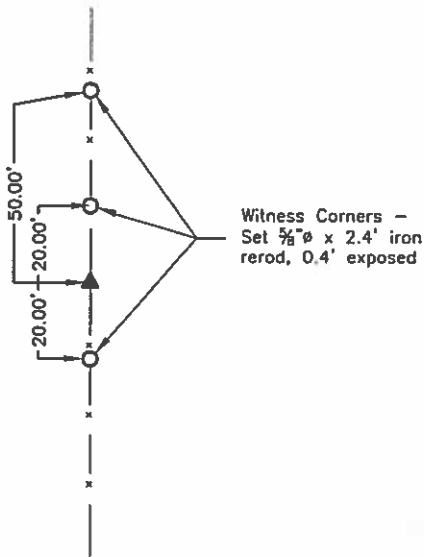 50.00'
20.00'
20.00'
Witness Corners –
Set ⅝"ø x 2.4' iron
rerod, 0.4' exposed